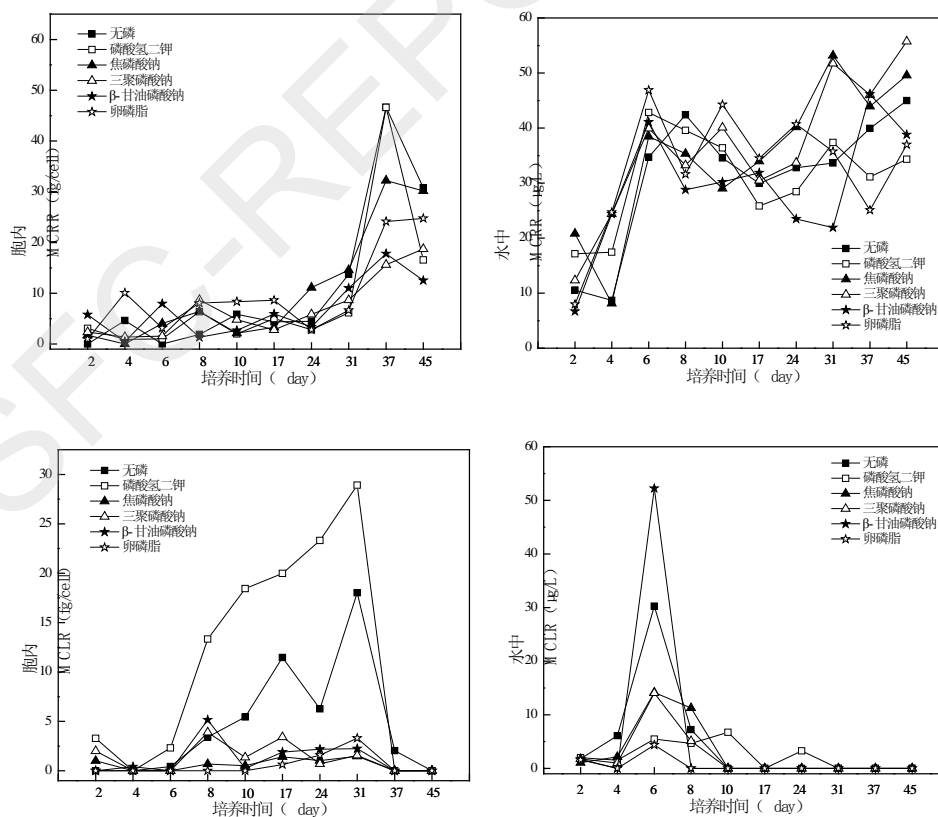 SFC-REPO
60
50
40
30
20
10
0
无磷
磷酸氢二钾
焦磷酸钠
三聚磷酸钠
β-甘油磷酸钠
卵磷脂
胞内
MCRR (fg/cell)
2 4 6 8 10 17 24 31 37 45
培养时间( day)
60
50
40
30
20
10
0
无磷
磷酸氢二钾
焦磷酸钠
三聚磷酸钠
β-甘油磷酸钠
卵磷脂
水中
MCRR (μg/L)
2 4 6 8 10 17 24 31 37 45
培养时间( day)
30
25
20
15
10
5
0
无磷
磷酸氢二钾
焦磷酸钠
三聚磷酸钠
β-甘油磷酸钠
卵磷脂
胞内
MCLR (fg/cell)
2 4 6 8 10 17 24 31 37 45
培养时间( day)
60
50
40
30
20
10
0
无磷
磷酸氢二钾
焦磷酸钠
三聚磷酸钠
β-甘油磷酸钠
卵磷脂
水中
MCLR (μg/L)
2 4 6 8 10 17 24 31 37 45
培养时间( day)